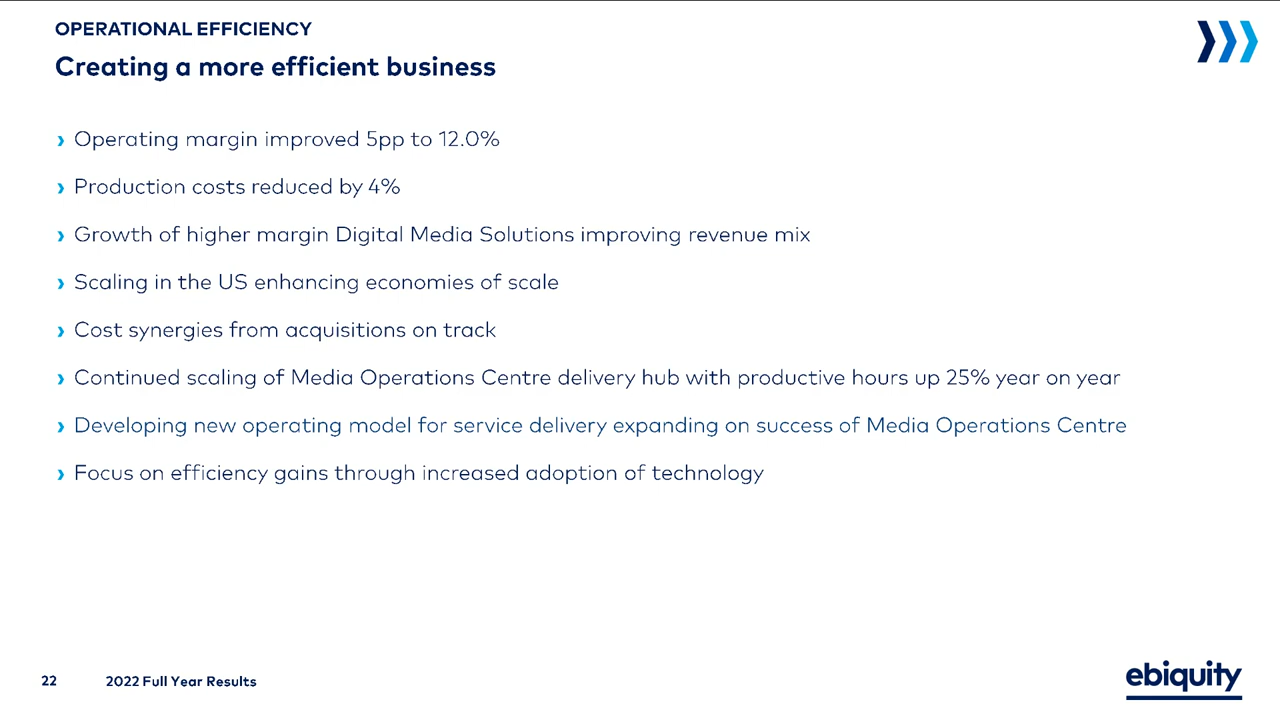 OPERATIONAL EFFICIENCY
Creating a more efficient business
› Operating margin improved 5pp to 12.0%
› Production costs reduced by 4%
› Growth of higher margin Digital Media Solutions improving revenue mix
› Scaling in the US enhancing economies of scale
› Cost synergies from acquisitions on track
› Continued scaling of Media Operations Centre delivery hub with productive hours up 25% year on year
› Developing new operating model for service delivery expanding on success of Media Operations Centre
› Focus on efficiency gains through increased adoption of technology
22 2022 Full Year Results
ebiquity